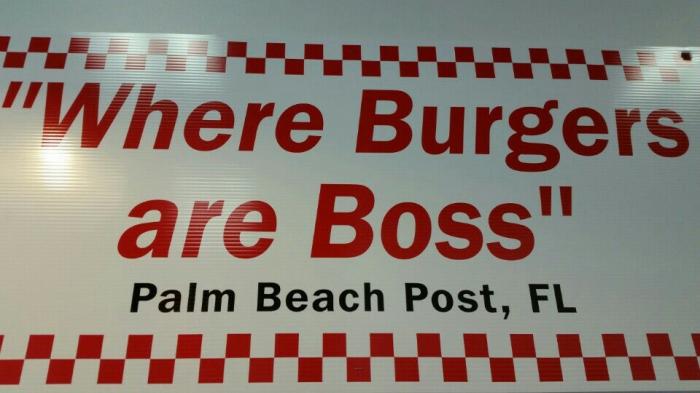 "Where Burgers
are Boss"
Palm Beach Post, FL